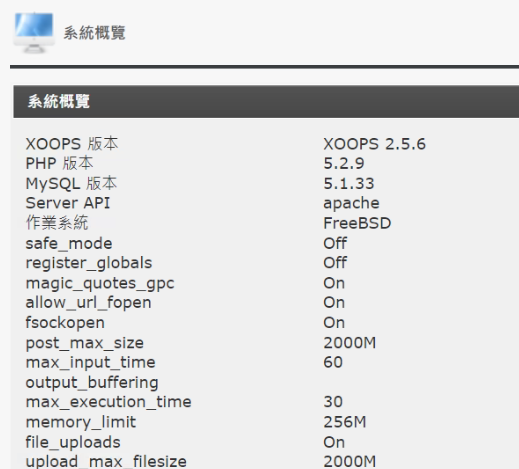 系統概覽
系統概覽
XOOPS 版本 XOOPS 2.5.6
PHP 版本 5.2.9
MySQL 版本 5.1.33
Server API apache
作業系統 FreeBSD
safe_mode Off
register_globals Off
magic_quotes_gpc On
allow_url_fopen On
fsockopen On
post_max_size 2000M
max_input_time 60
output_buffering
max_execution_time 30
memory_limit 256M
file_uploads On
upload_max_filesize 2000M